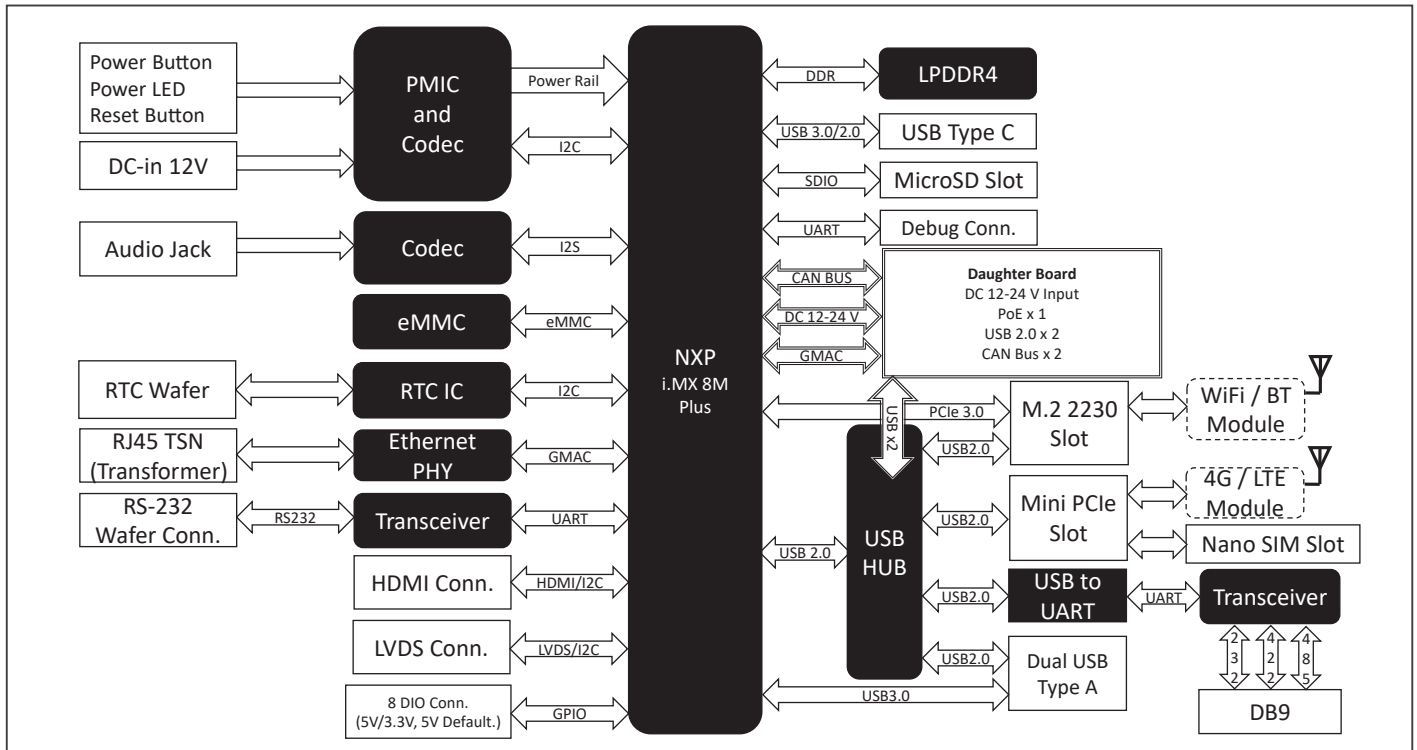 Power Button
Power LED
Reset Button
DC-in 12V
Audio Jack
RTC Wafer
RJ45 TSN
(Transformer)
RS-232
Wafer Conn.
RS232
PMIC
and
Codec
Codec
eMMC
RTC IC
Ethernet
PHY
Transceiver
HDMI Conn.
LVDS Conn.
8 DIO Conn.
(5V/3.3V, 5V Default.)
Power Rail
I2C
I2S
eMMC
I2C
GMAC
UART
HDMI/I2C
LVDS/I2C
GPIO
NXP
i.MX 8M
Plus
DDR
USB 3.0/2.0
SDIO
UART
CAN BUS
DC 12-24 V
GMAC
PCIe 3.0
USB 2.0
USB3.0
LPDDR4
USB Type C
MicroSD Slot
Debug Conn.
Daughter Board
DC 12-24 V Input
PoE x 1
USB 2.0 x 2
CAN Bus x 2
USB x2
USB
HUB
USB2.0
USB2.0
USB2.0
USB2.0
M.2 2230
Slot
Mini PCIe
Slot
USB to
UART
Dual USB
Type A
WiFi / BT
Module
4G / LTE
Module
Nano SIM Slot
UART
Transceiver
232
422
485
DB9